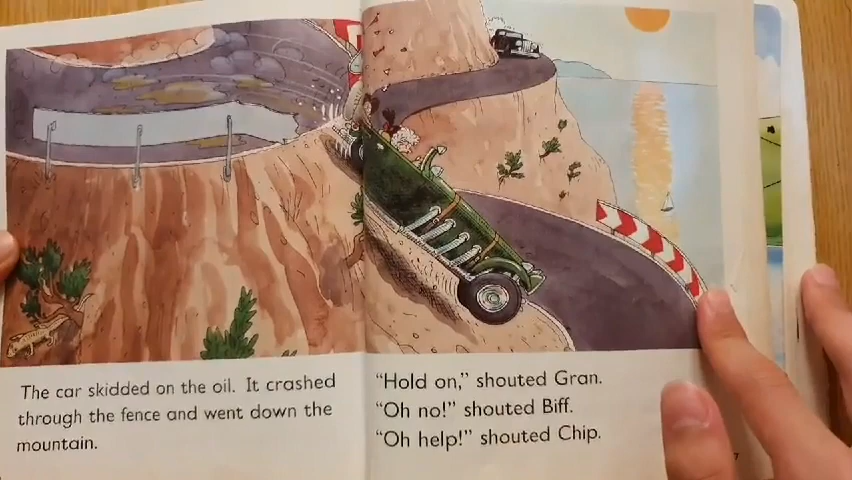 The car skidded on the oil. It crashed
through the fence and went down the
mountain.
“Hold on,” shouted Gran.
“Oh no!” shouted Biff.
“Oh help!” shouted Chip.
7